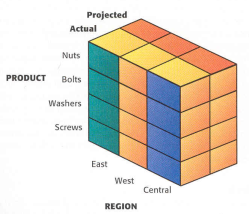 Projected
Actual
Nuts
PRODUCT Bolts
Washers
Screws
East
West
Central
REGION